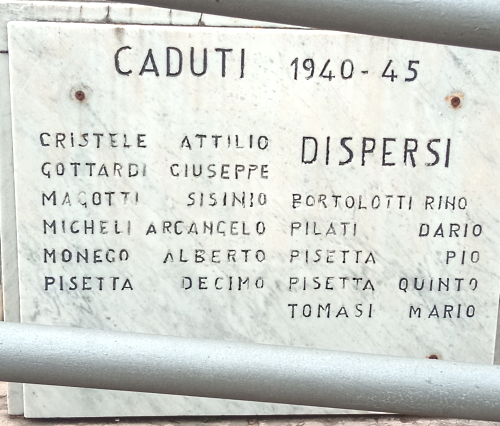 CADUTI 1940-45
CRISTELE ATTILIO
GOTTARDI GIUSEPPE
MAGOTTI SISINIO
MICHELI ARCANGELO
MONEGO ALBERTO
PISETTA DECIMO
DISPERSI
BORTOLOTTI RINO
PILATI DARIO
PISETTA PIO
PISETTA QUINTO
TOMASI MARIO